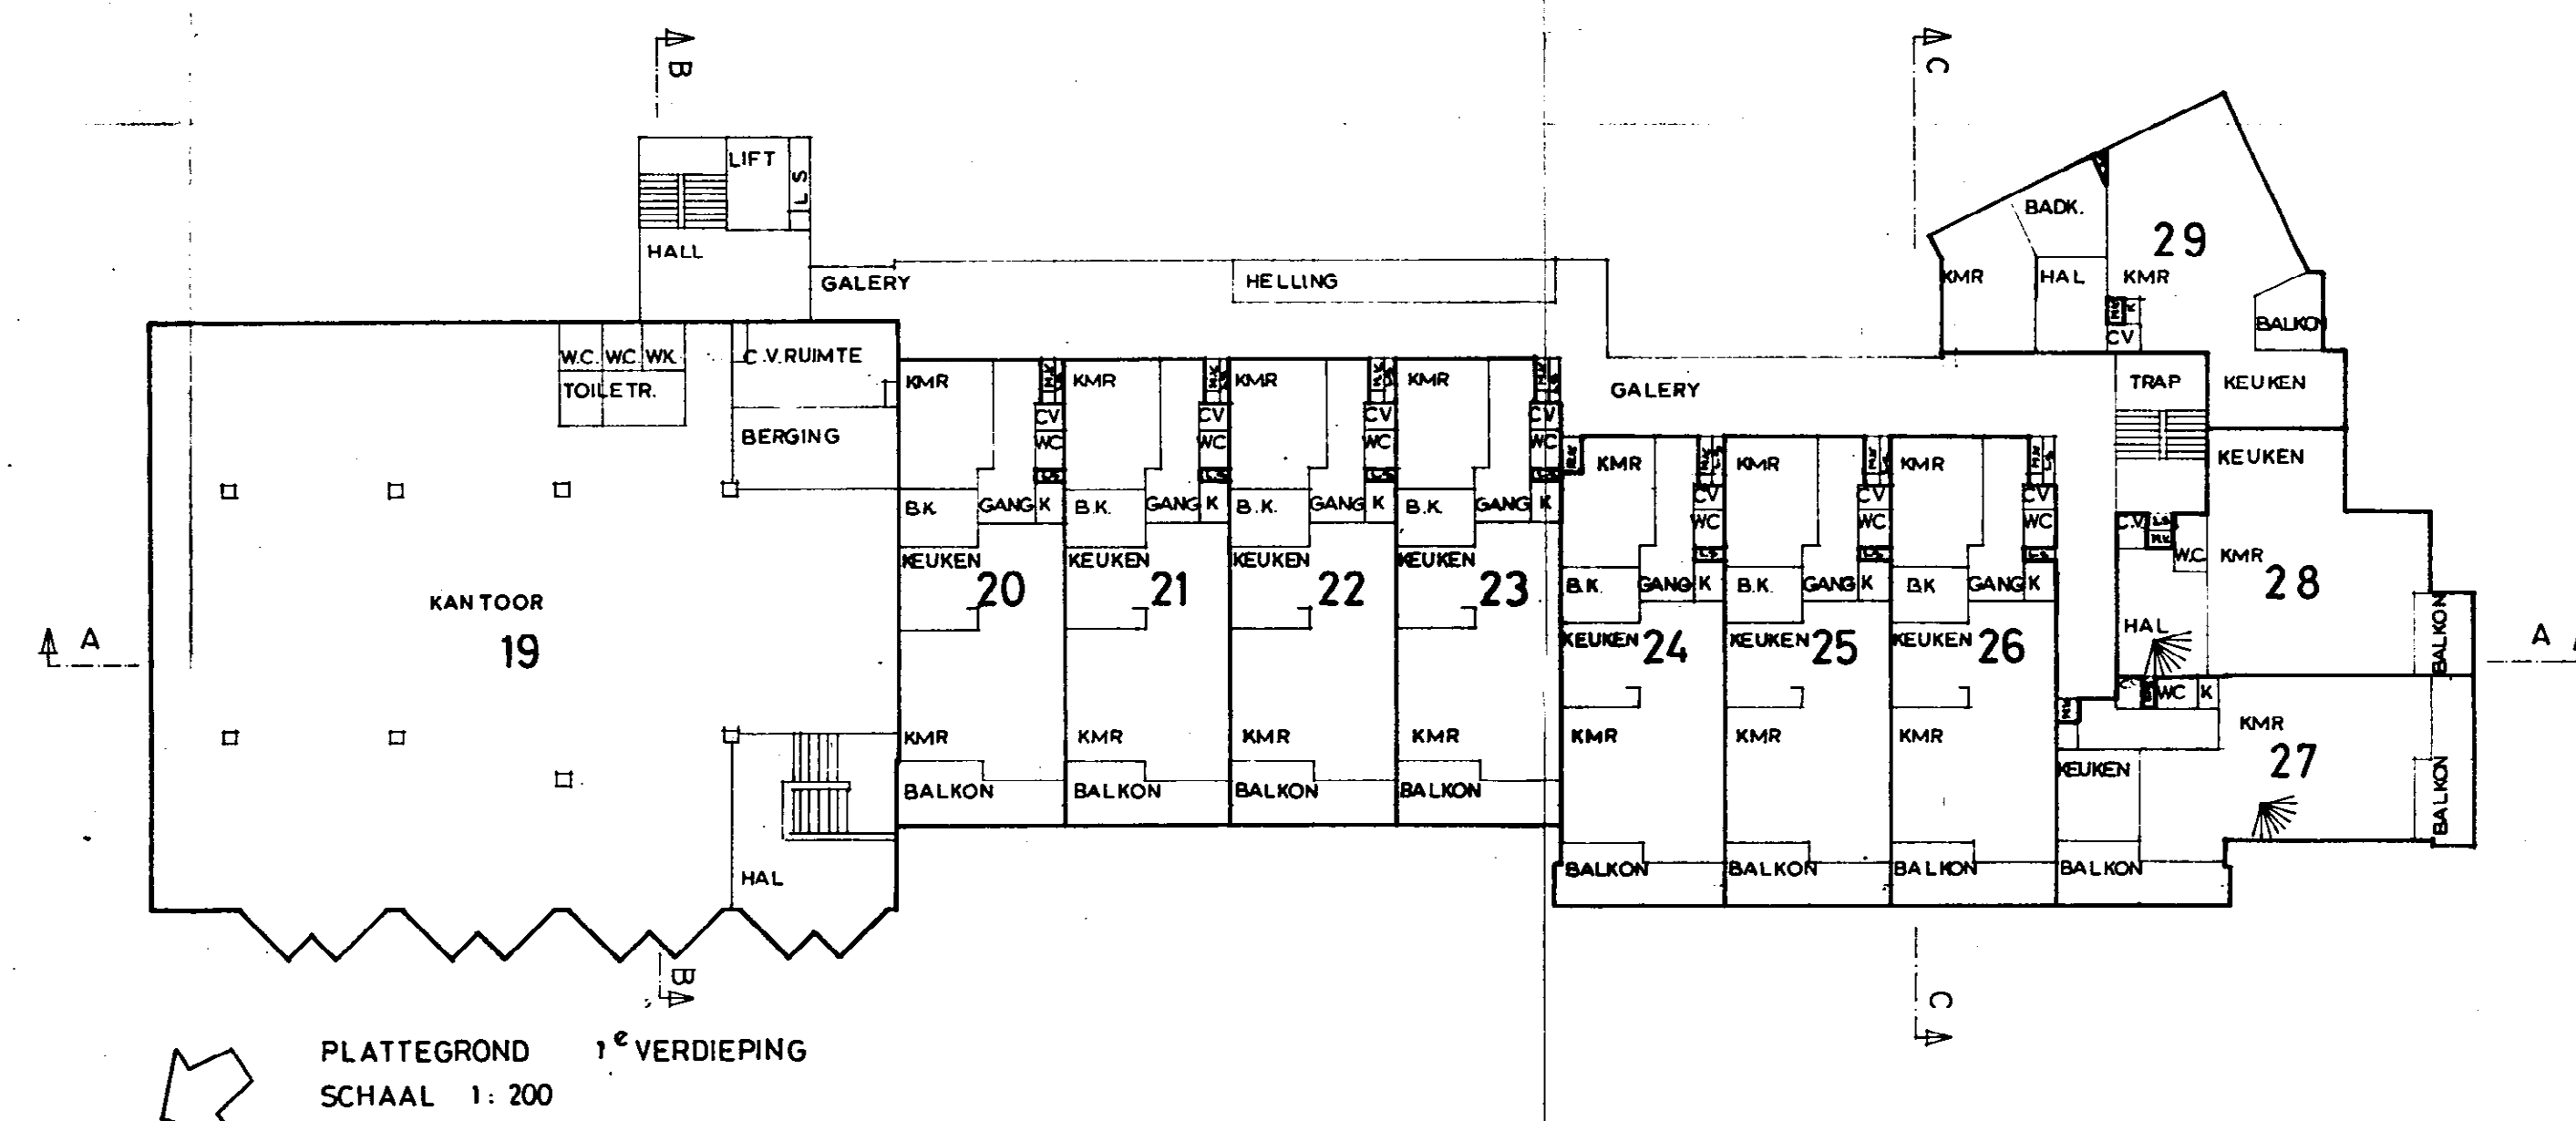 B
C
LIFT
L S
HALL
GALERY
HELLING
BADK.
29
KMR
HAL
KMR
K
CV
BALKON
W.C. W.C. WK.
TOILETR.
C.V.RUIMTE
BERGING
KMR
KMR
KMR
KMR
GALERY
TRAP
KEUKEN
CV
CV
CV
CV
WC
WC
WC
WC
KMR
KMR
KMR
KEUKEN
B.K.
GANG
K
B.K.
GANG
K
B.K.
GANG
K
B.K.
GANG
K
CV
CV
CV
WC
WC
WC
C.V.
W.C.
KMR
28
KEUKEN
20
KEUKEN
21
KEUKEN
22
KEUKEN
23
B.K.
GANG
K
B.K.
GANG
K
BK
GANG
K
KANTOOR
19
HAL
BALKON
A
A
KEUKEN
24
KEUKEN
25
KEUKEN
26
WC
K
KMR
KMR
KMR
KMR
KMR
KMR
KMR
KMR
27
KEUKEN
BALKON
BALKON
BALKON
BALKON
BALKON
HAL
BALKON
BALKON
BALKON
BALKON
B
C
PLATTEGROND 1e VERDIEPING
SCHAAL 1: 200